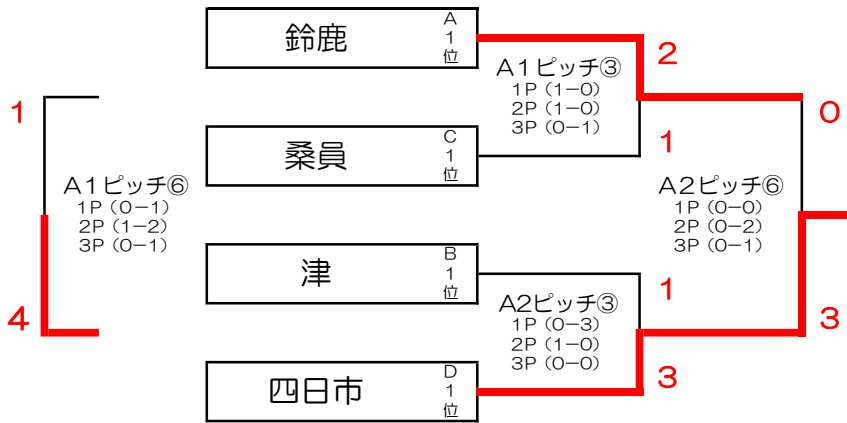 鈴鹿
A
1
位
2
A1ピッチ③
1P(1−0)
2P(1−0)
3P(0−1)
1
0
桑員
C
1
位
1
A1ピッチ⑥
1P(0−1)
2P(1−2)
3P(0−1)
A2ピッチ⑥
1P(0−0)
2P(0−2)
3P(0−1)
津
B
1
位
1
A2ピッチ③
1P(0−3)
2P(1−0)
3P(0−0)
4
3
四日市
D
1
位
3